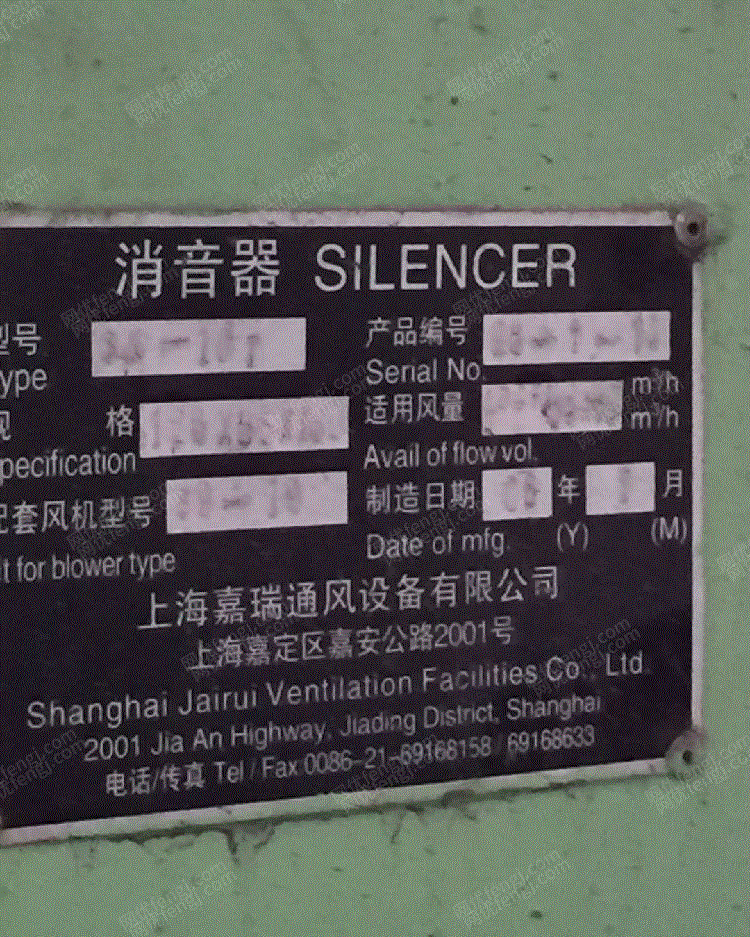 消音器 SILENCER
型号 产品编号
ype Serial No.
格 适用风量 m³/h
m³/h
pecification Avail of flow vol.
配套风机型号 制造日期 年 月
it for blower type Date of mfg. (Y) (M)
上海嘉瑞通风设备有限公司
上海嘉定区嘉安公路2001号
Shanghai Jairui Ventilation Facilities Co., Ltd.
2001 Jia An Highway, Jiading District, Shanghai
电话/传真 Tel / Fax 0086-21-69168158 / 69168633